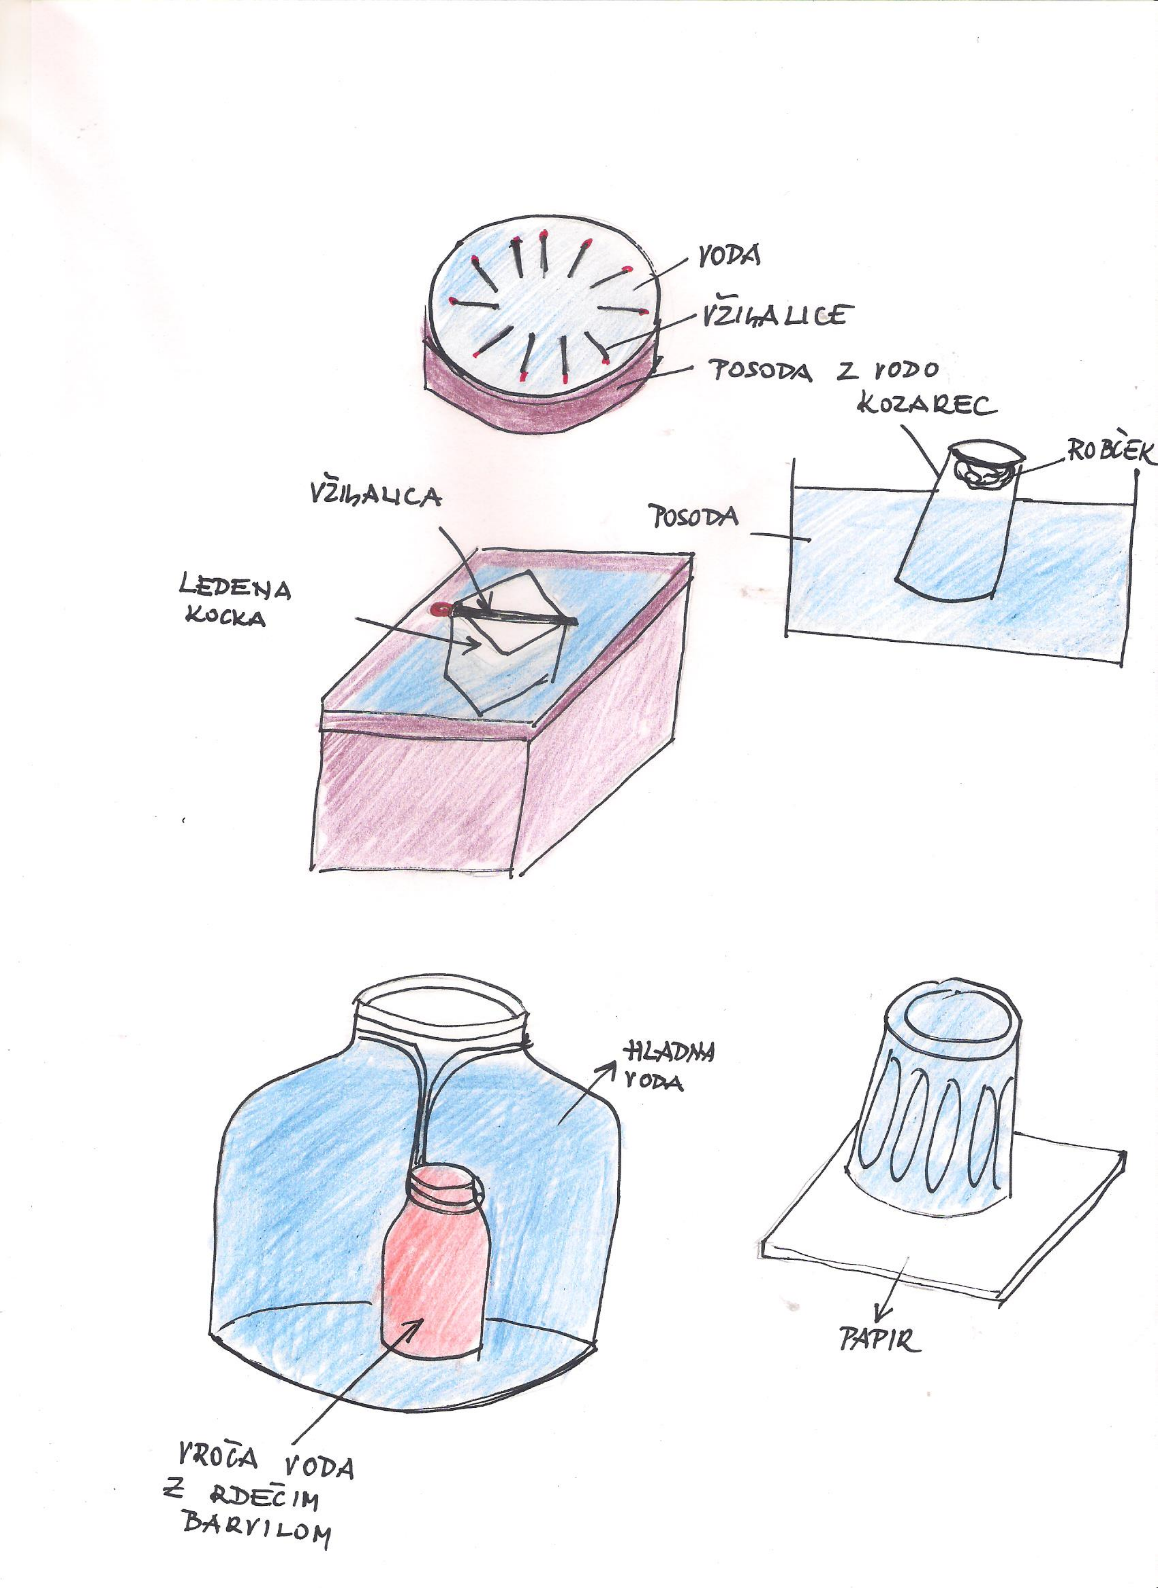 VODA
VŽIGALICE
POSODA Z VODO
KOZAREC
ROBČEK
POSODA
VŽIGALICA
LEDENA
KOCKA
HLADNA
VODA
PAPIR
VROČA VODA
Z RDEČIM
BARVILOM